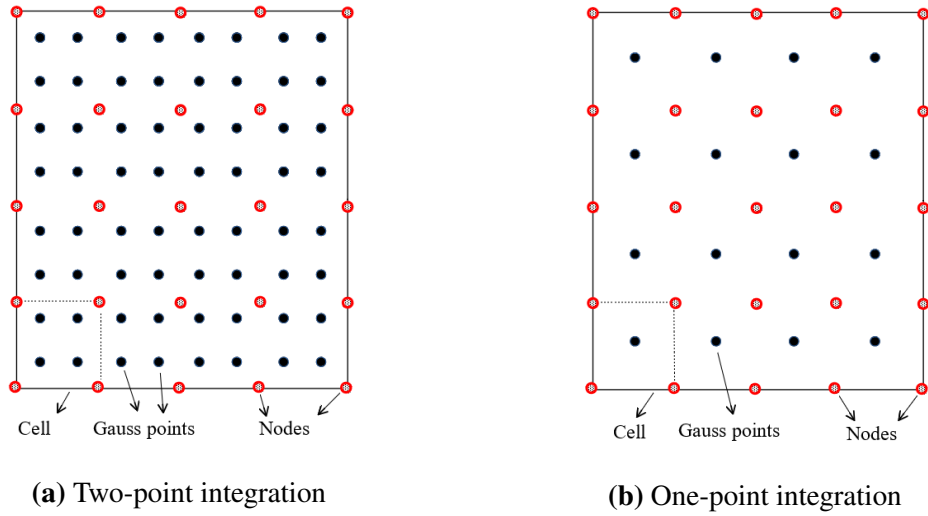 Cell Gauss points Nodes
Cell Gauss points Nodes
(a) Two-point integration
(b) One-point integration